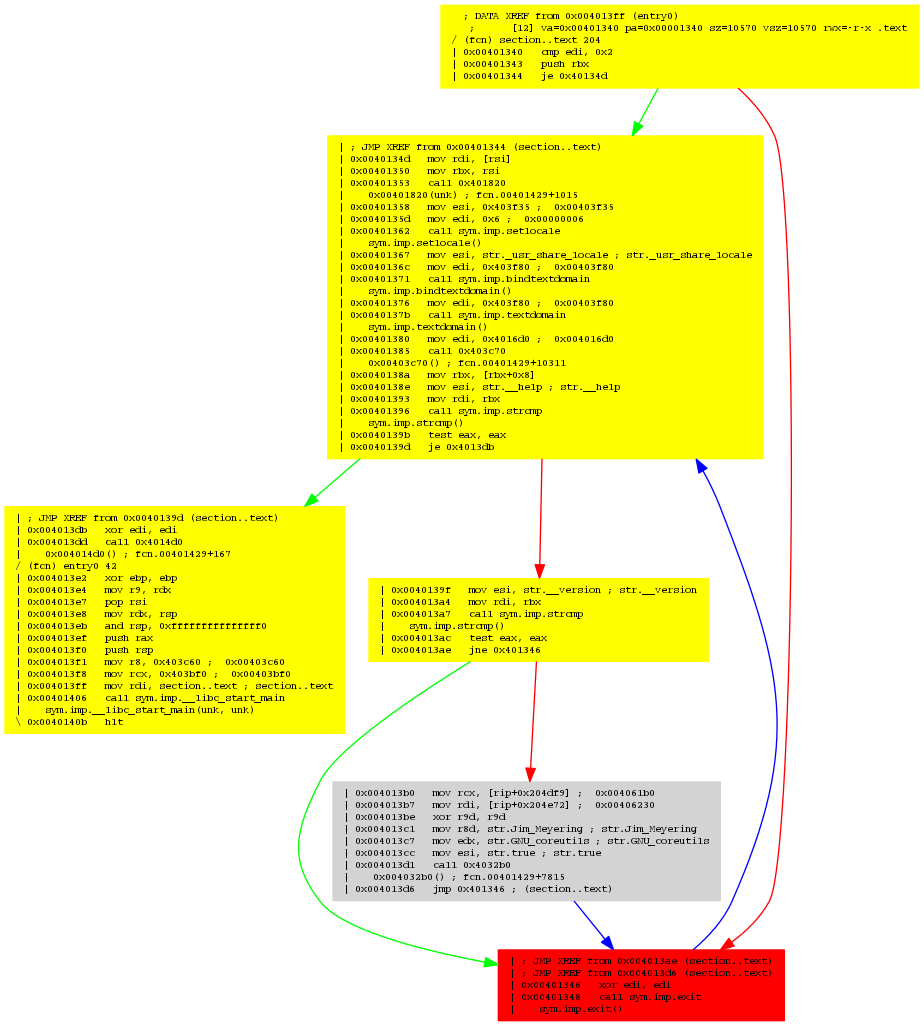 ; DATA XREF from 0x004013ff (entry0)
; [12] va=0x00401340 pa=0x00001340 sz=10570 vsz=10570 rwx=-r-x .text
/ (fcn) section..text 204
| 0x00401340 cmp edi, 0x2
| 0x00401343 push rbx
| 0x00401344 je 0x40134d
| ; JMP XREF from 0x00401344 (section..text)
| 0x0040134d mov rdi, [rsi]
| 0x00401350 mov rbx, rsi
| 0x00401353 call 0x401820
| 0x00401820(unk) ; fcn.00401429+1015
| 0x00401358 mov esi, 0x403f35 ; 0x00403f35
| 0x0040135d mov edi, 0x6 ; 0x00000006
| 0x00401362 call sym.imp.setlocale
| sym.imp.setlocale()
| 0x00401367 mov esi, str._usr_share_locale ; str._usr_share_locale
| 0x0040136c mov edi, 0x403f80 ; 0x00403f80
| 0x00401371 call sym.imp.bindtextdomain
| sym.imp.bindtextdomain()
| 0x00401376 mov edi, 0x403f80 ; 0x00403f80
| 0x0040137b call sym.imp.textdomain
| sym.imp.textdomain()
| 0x00401380 mov edi, 0x4016d0 ; 0x004016d0
| 0x00401385 call 0x403c70
| 0x00403c70() ; fcn.00401429+10311
| 0x0040138a mov rbx, [rbx+0x8]
| 0x0040138e mov esi, str.__help ; str.__help
| 0x00401393 mov rdi, rbx
| 0x00401396 call sym.imp.strcmp
| sym.imp.strcmp()
| 0x0040139b test eax, eax
| 0x0040139d je 0x4013db
| ; JMP XREF from 0x0040139d (section..text)
| 0x004013db xor edi, edi
| 0x004013dd call 0x4014d0
| 0x004014d0() ; fcn.00401429+167
/ (fcn) entry0 42
| 0x004013e2 xor ebp, ebp
| 0x004013e4 mov r9, rdx
| 0x004013e7 pop rsi
| 0x004013e8 mov rdx, rsp
| 0x004013eb and rsp, 0xfffffffffffffff0
| 0x004013ef push rax
| 0x004013f0 push rsp
| 0x004013f1 mov r8, 0x403c60 ; 0x00403c60
| 0x004013f8 mov rcx, 0x403bf0 ; 0x00403bf0
| 0x004013ff mov rdi, section..text ; section..text
| 0x00401406 call sym.imp.__libc_start_main
| sym.imp.__libc_start_main(unk, unk)
\ 0x0040140b hlt
| 0x0040139f mov esi, str.__version ; str.__version
| 0x004013a4 mov rdi, rbx
| 0x004013a7 call sym.imp.strcmp
| sym.imp.strcmp()
| 0x004013ac test eax, eax
| 0x004013ae jne 0x401346
| 0x004013b0 mov rcx, [rip+0x204df9] ; 0x004061b0
| 0x004013b7 mov rdi, [rip+0x204e72] ; 0x00406230
| 0x004013be xor r9d, r9d
| 0x004013c1 mov r8d, str.Jim_Meyering ; str.Jim_Meyering
| 0x004013c7 mov edx, str.GNU_coreutils ; str.GNU_coreutils
| 0x004013cc mov esi, str.true ; str.true
| 0x004013d1 call 0x4032b0
| 0x004032b0() ; fcn.00401429+7815
| 0x004013d6 jmp 0x401346 ; (section..text)
| ; JMP XREF from 0x004013ae (section..text)
| ; JMP XREF from 0x004013d6 (section..text)
| 0x00401346 xor edi, edi
| 0x00401348 call sym.imp.exit
| sym.imp.exit()